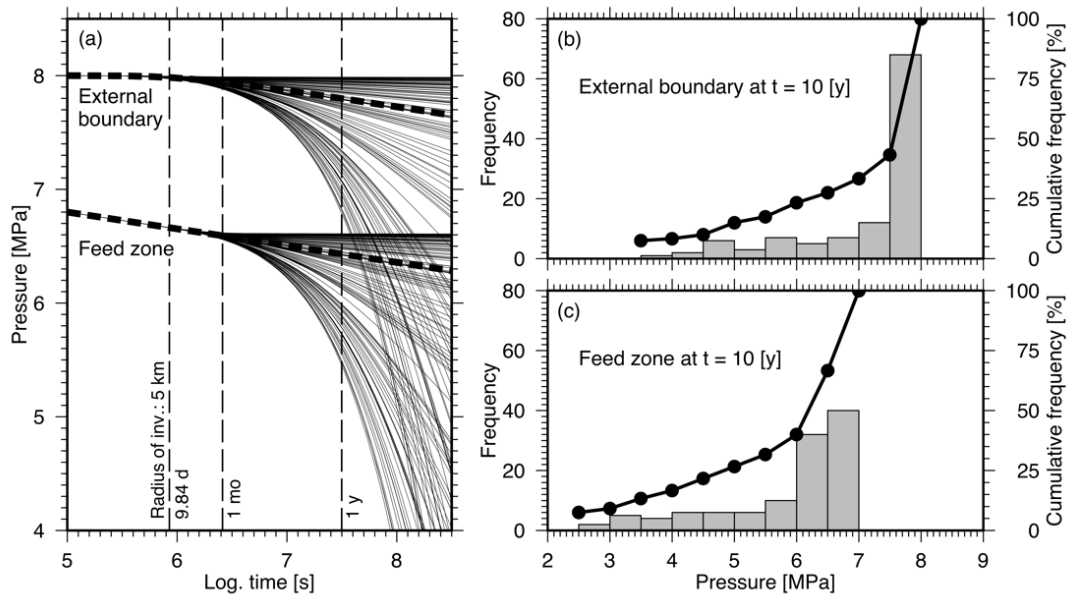 (a)
External
boundary
Feed zone
Radius of inv.: 5 km
9.84 d
1 mo
1 y
Pressure [MPa]
8
7
6
5
4
5
6
7
8
Log. time [s]
(b)
External boundary at t = 10 [y]
Frequency
80
60
40
20
0
Cumulative frequency [%]
100
75
50
25
0
(c)
Feed zone at t = 10 [y]
Frequency
80
60
40
20
0
Cumulative frequency [%]
100
75
50
25
0
2
3
4
5
6
7
8
9
Pressure [MPa]